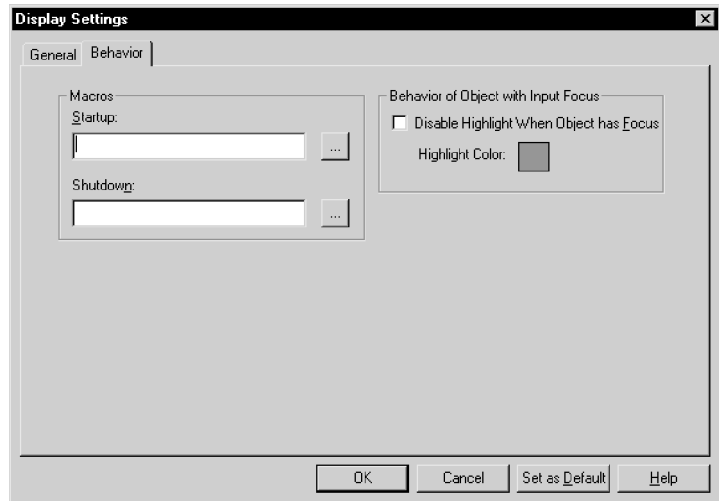 Display Settings
General Behavior
Macros
Startup:
...
Shutdown:
...
Behavior of Object with Input Focus
Disable Highlight When Object has Focus
Highlight Color:
OK Cancel Set as Default Help